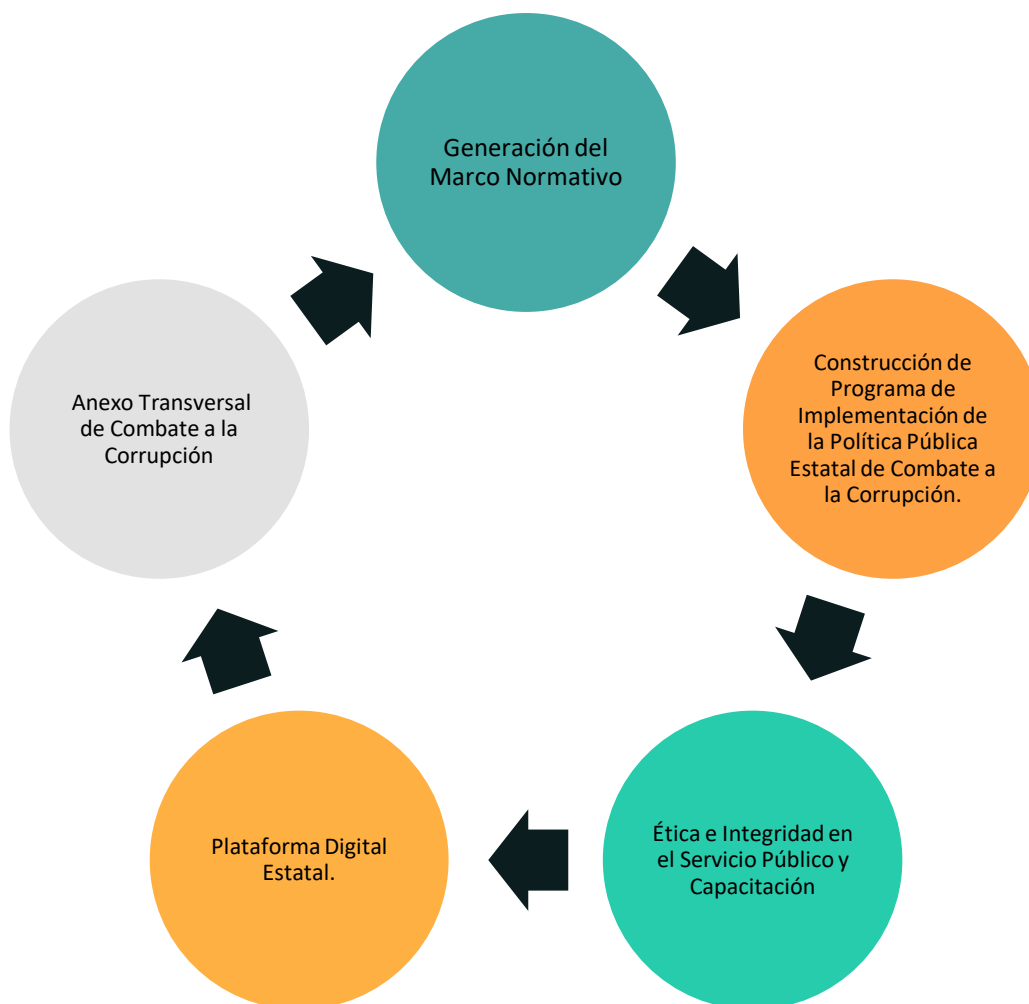 Generación del
Marco Normativo
Construcción de
Programa de
Implementación de
la Política Pública
Estatal de Combate a
la Corrupción.
Ética e Integridad en
el Servicio Público y
Capacitación
Plataforma Digital
Estatal.
Anexo Transversal
de Combate a la
Corrupción